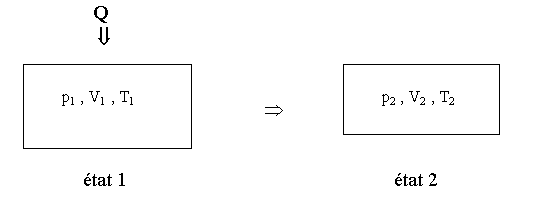 Q
⇓
p₁ , V₁ , T₁ ⇒ p₂ , V₂ , T₂
état 1 état 2